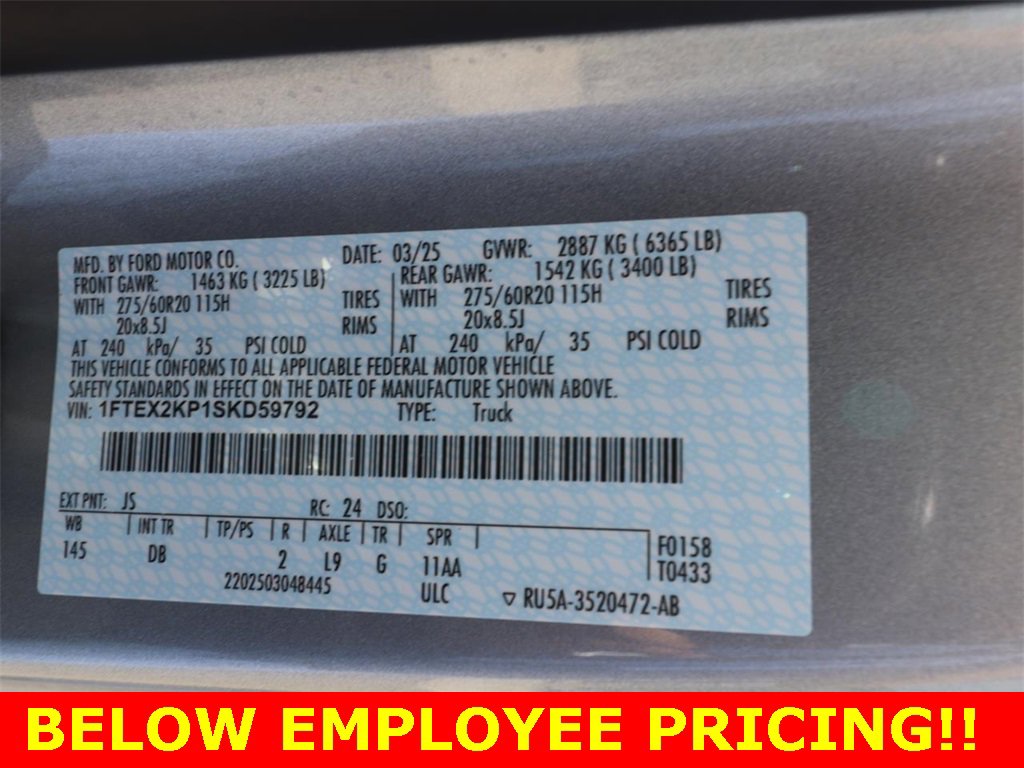 MFD. BY FORD MOTOR CO. DATE: 03/25 GVWR: 2887 KG ( 6365 LB)
FRONT GAWR: 1463 KG ( 3225 LB) REAR GAWR: 1542 KG ( 3400 LB)
WITH 275/60R20 115H TIRES WITH 275/60R20 115H TIRES
20x8.5J RIMS 20x8.5J RIMS
AT 240 kPa/ 35 PSI COLD AT 240 kPa/ 35 PSI COLD
THIS VEHICLE CONFORMS TO ALL APPLICABLE FEDERAL MOTOR VEHICLE
SAFETY STANDARDS IN EFFECT ON THE DATE OF MANUFACTURE SHOWN ABOVE.
VIN: 1FTEX2KP1SKD59792 TYPE: Truck
EXT PNT: JS RC: 24 DSO:
WB INT TR TP/PS R AXLE TR SPR F0158
145 DB 2 L9 G 11AA T0433
2202503048445 ULC RU5A-3520472-AB
BELOW EMPLOYEE PRICING!!